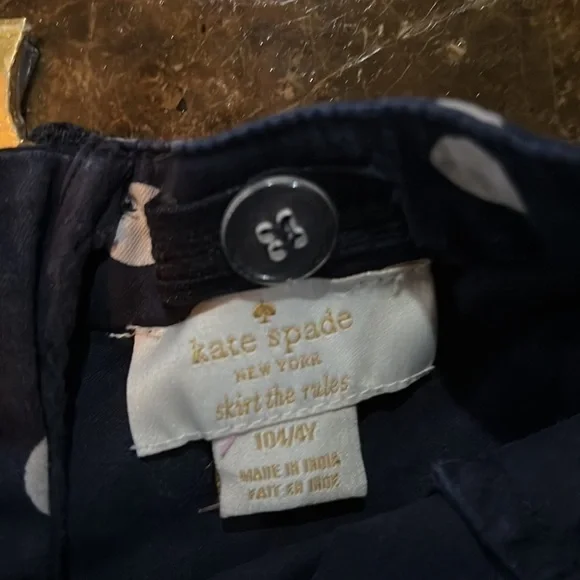 kate spade
NEW YORK
skirt the rules
104/4Y
MADE IN INDIA
FAIT EN INDE